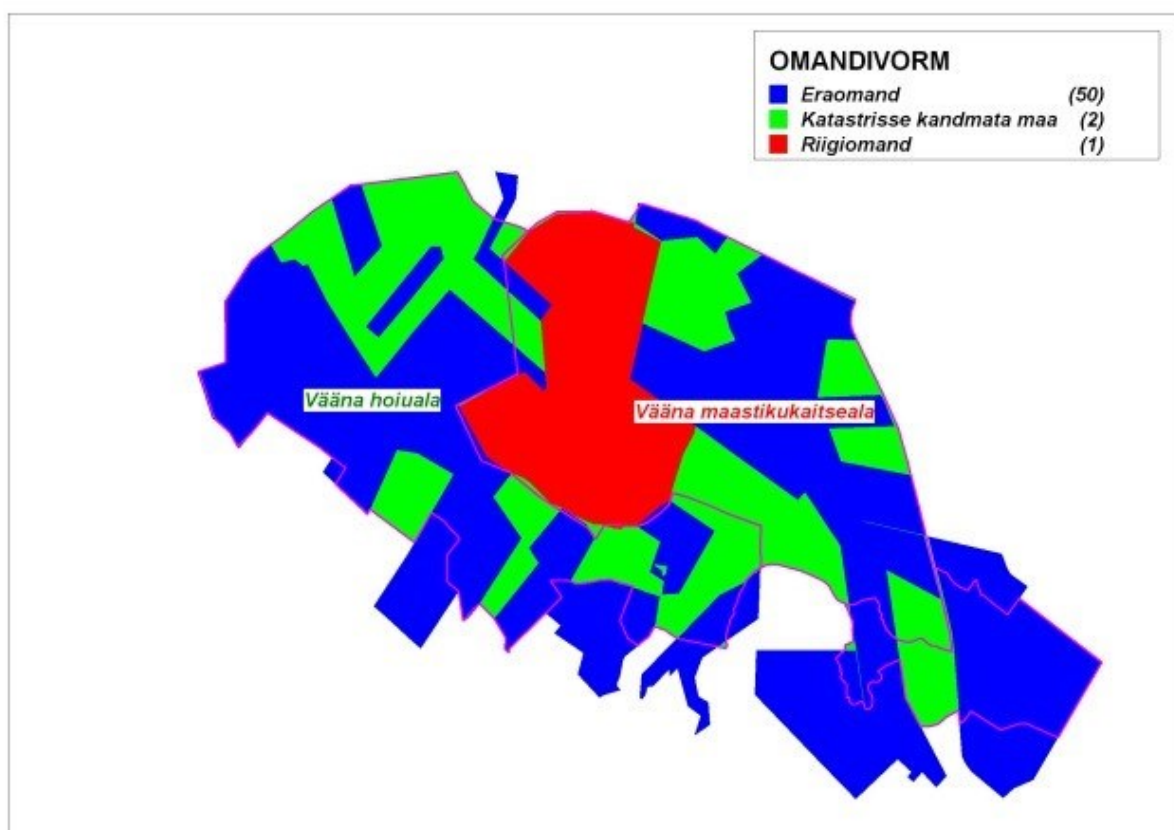 OMANDIVORM
Eraomand (50)
Katastrisse kandmata maa (2)
Riigiomand (1)
Vääna hoiuala
Vääna maastikukaitseala